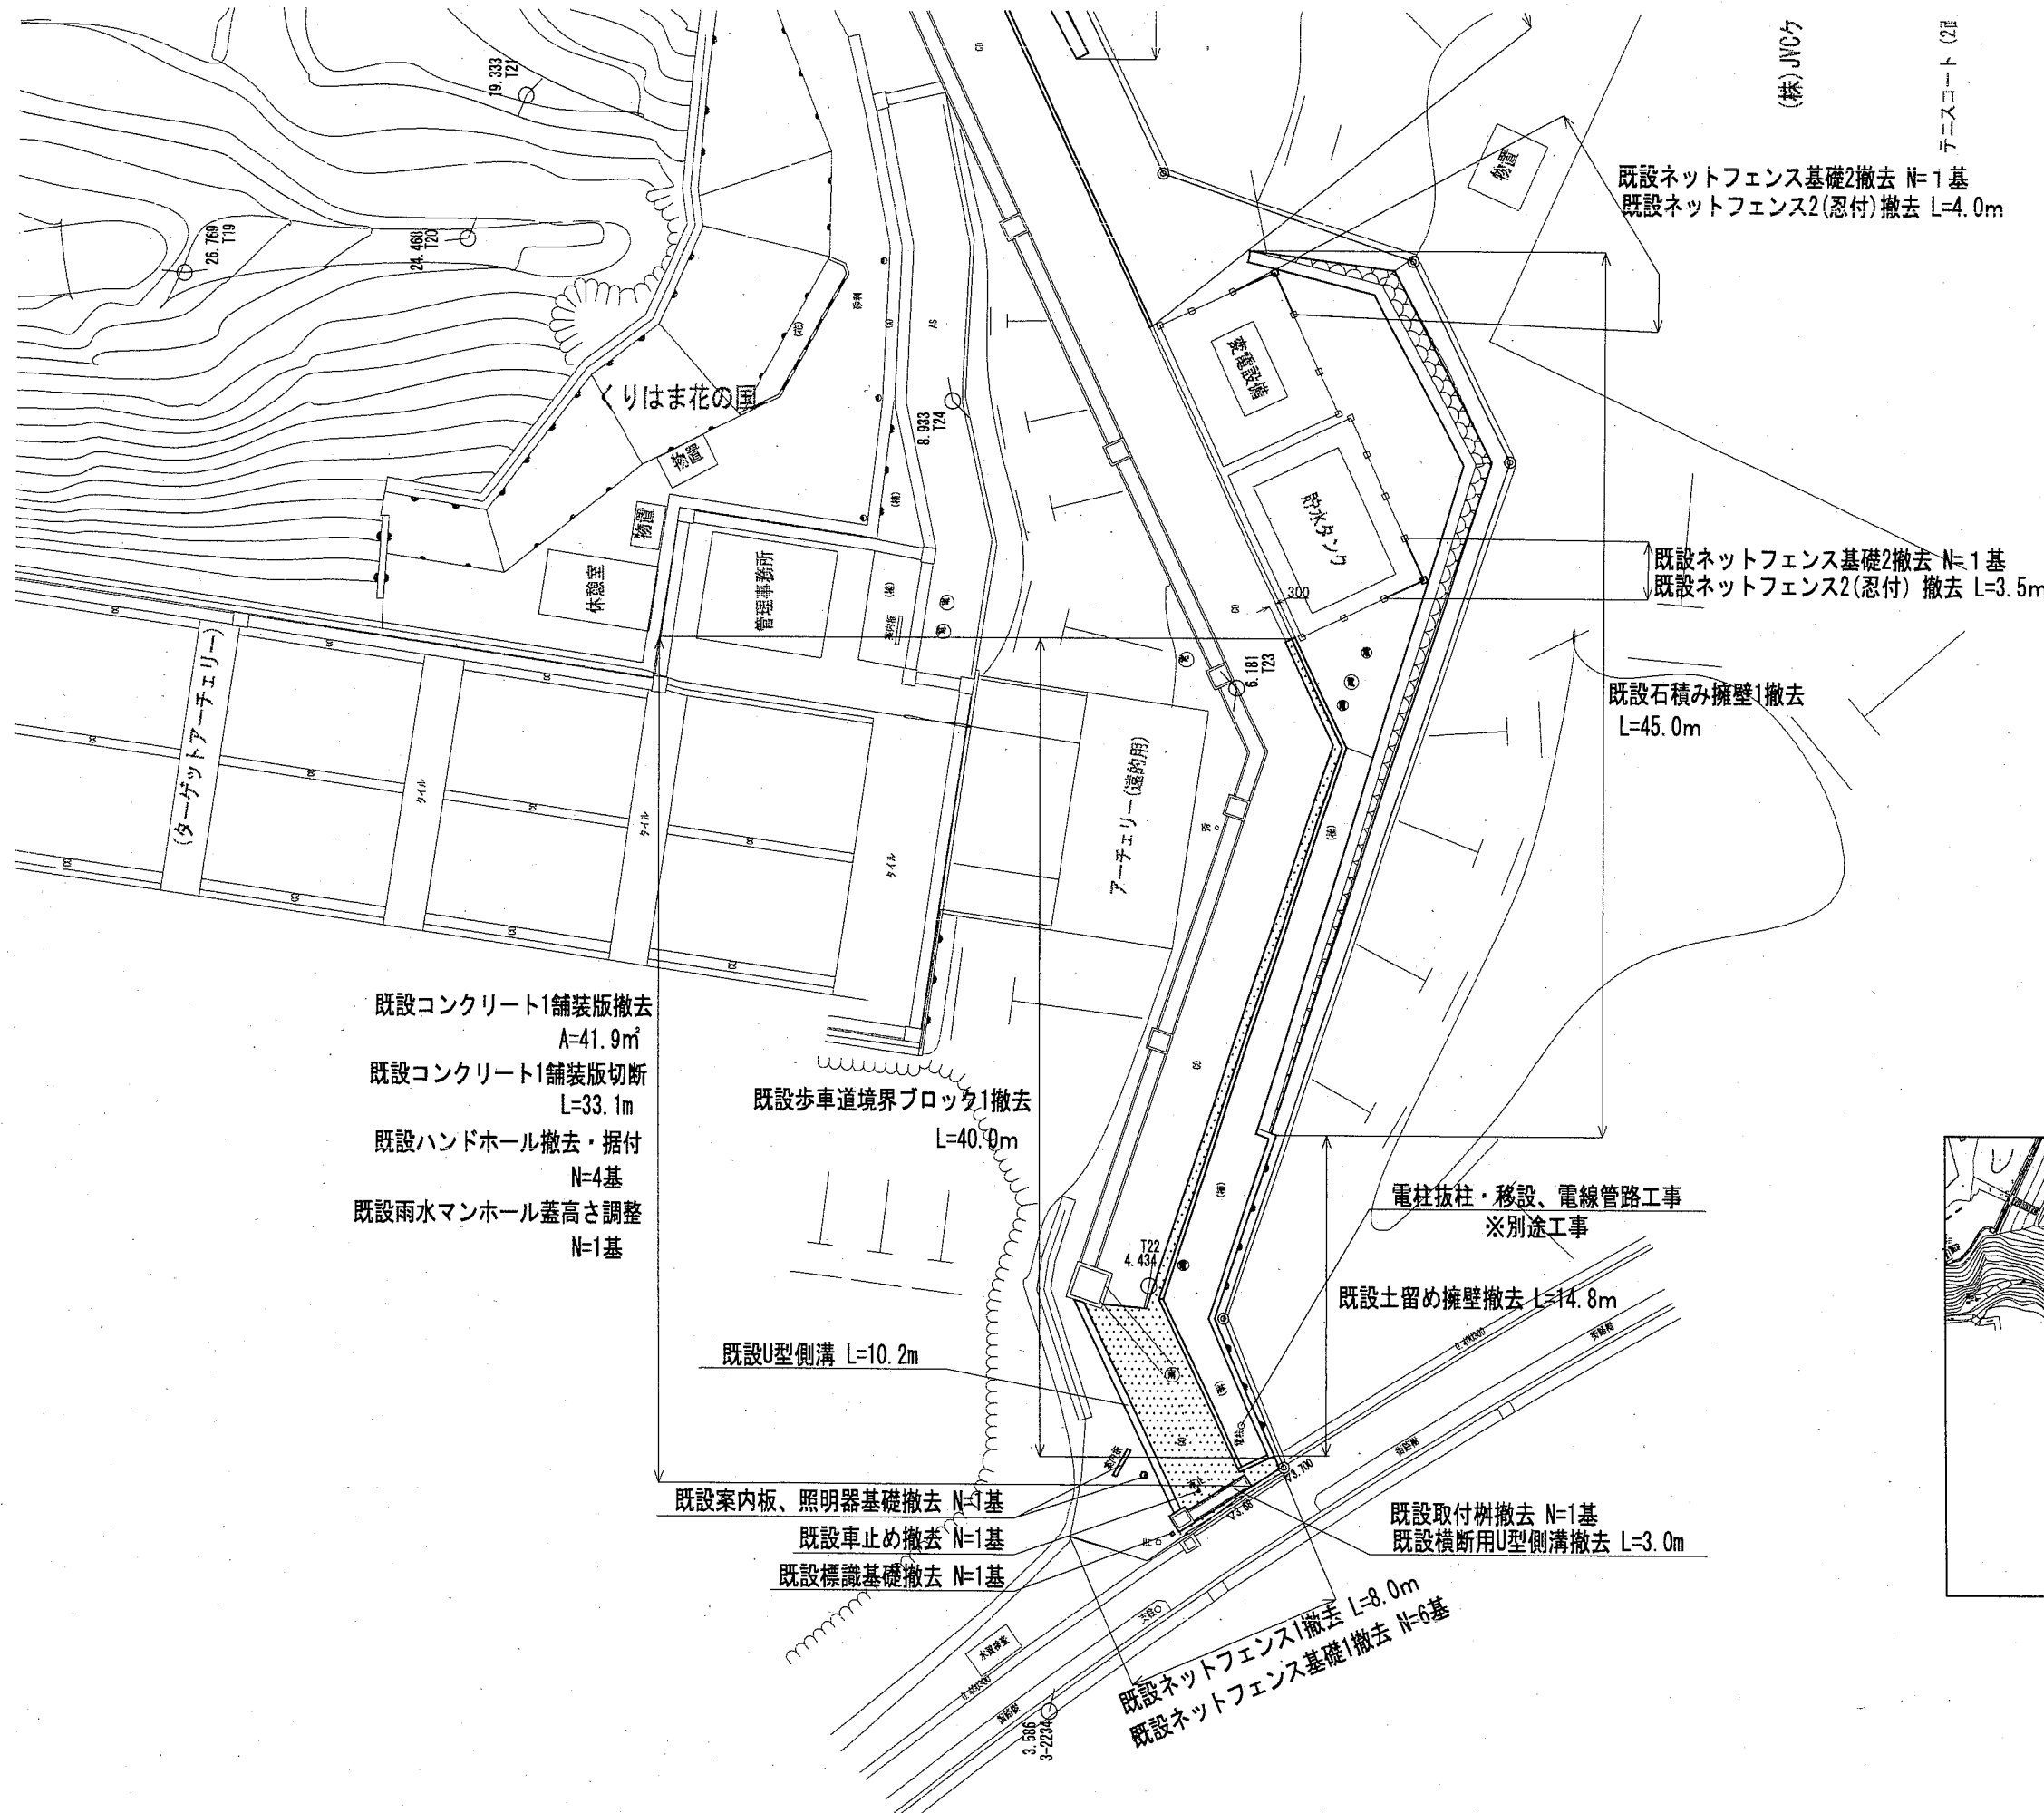 (株)JVCケ
テニスコート
19.333
T21
26.769
T19
24.468
T20
物置
既設ネットフェンス基礎2撤去 N=1基
既設ネットフェンス2(忍付)撤去 L=4.0m
(花)
砂利
AS
CO
変電設備
くりはま花の国
8.933
T24
物置
物置
貯水タンク
休憩室
管理事務所
案内板
300
既設ネットフェンス基礎2撤去 N=1基
既設ネットフェンス2(忍付) 撤去 L=3.5m
6.181
T23
既設石積み擁壁1撤去
L=45.0m
(ターゲットアーチェリー)
タイル
タイル
タイル
アーチェリー(遠的用)
既設コンクリート1舗装版撤去
A=41.9㎡
既設コンクリート1舗装版切断
L=33.1m
既設ハンドホール撤去・据付
N=4基
既設雨水マンホール蓋高さ調整
N=1基
既設歩車道境界ブロック1撤去
L=40.0m
電柱抜柱・移設、電線管路工事
※別途工事
T22
4.434
既設土留め擁壁撤去 L=14.8m
既設U型側溝 L=10.2m
案内板
車止
▽3.700
▽3.68
既設案内板、照明器基礎撤去 N=1基
既設車止め撤去 N=1基
既設標識基礎撤去 N=1基
既設取付桝撤去 N=1基
既設横断用U型側溝撤去 L=3.0m
既設ネットフェンス1撤去 L=8.0m
既設ネットフェンス基礎1撤去 N=6基
3.586
3-2234